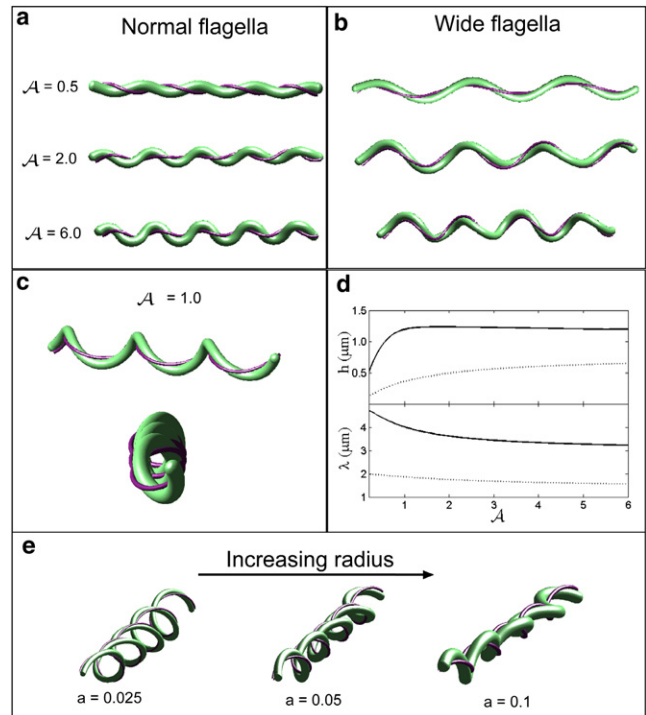 a
Normal flagella
𝒜 = 0.5
𝒜 = 2.0
𝒜 = 6.0
b
Wide flagella
c
𝒜 = 1.0
d
1.5
1.0
0.5
h (μm)
4
3
2
1
λ (μm)
1 2 3 4 5 6
𝒜
e
Increasing radius
a = 0.025
a = 0.05
a = 0.1